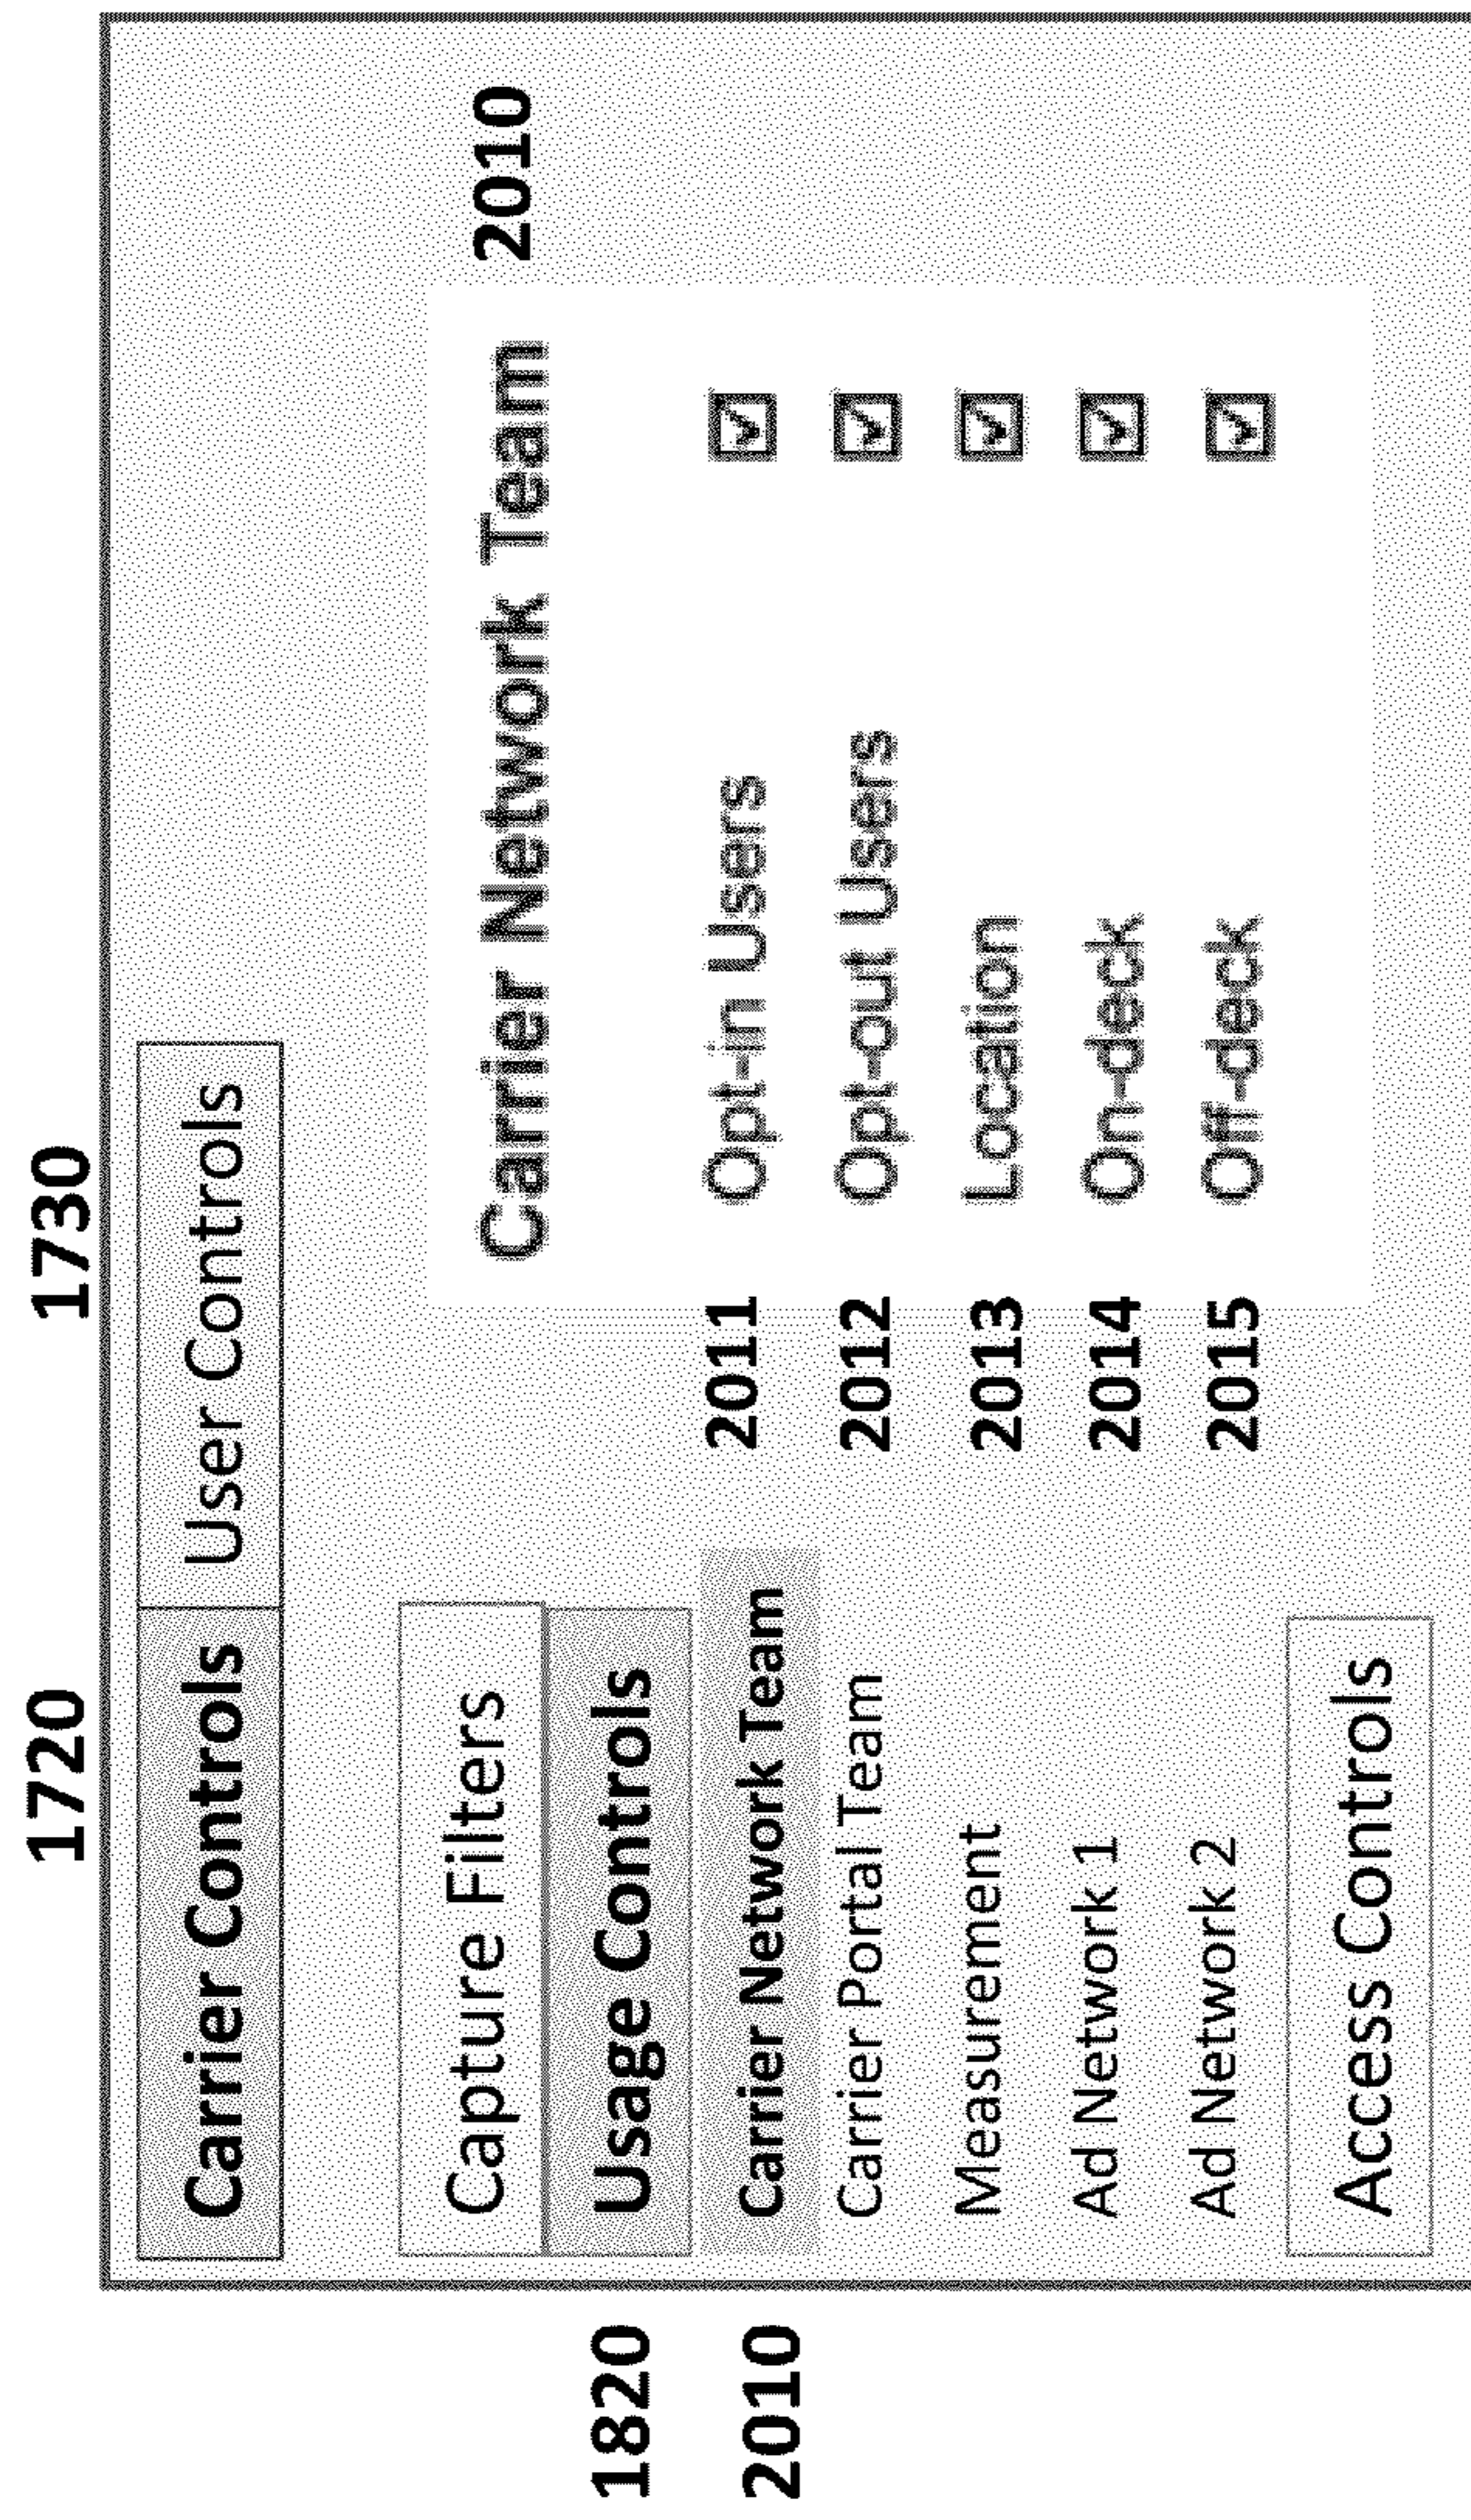 1720 1730
Carrier Controls User Controls
Capture Filters
Carrier Network Team 2010
1820 Usage Controls
2010 Carrier Network Team
2011 Opt-in Users
Carrier Portal Team
2012 Opt-out Users
Measurement
2013 Location
Ad Network 1
2014 On-deck
Ad Network 2
2015 Off-deck
Access Controls